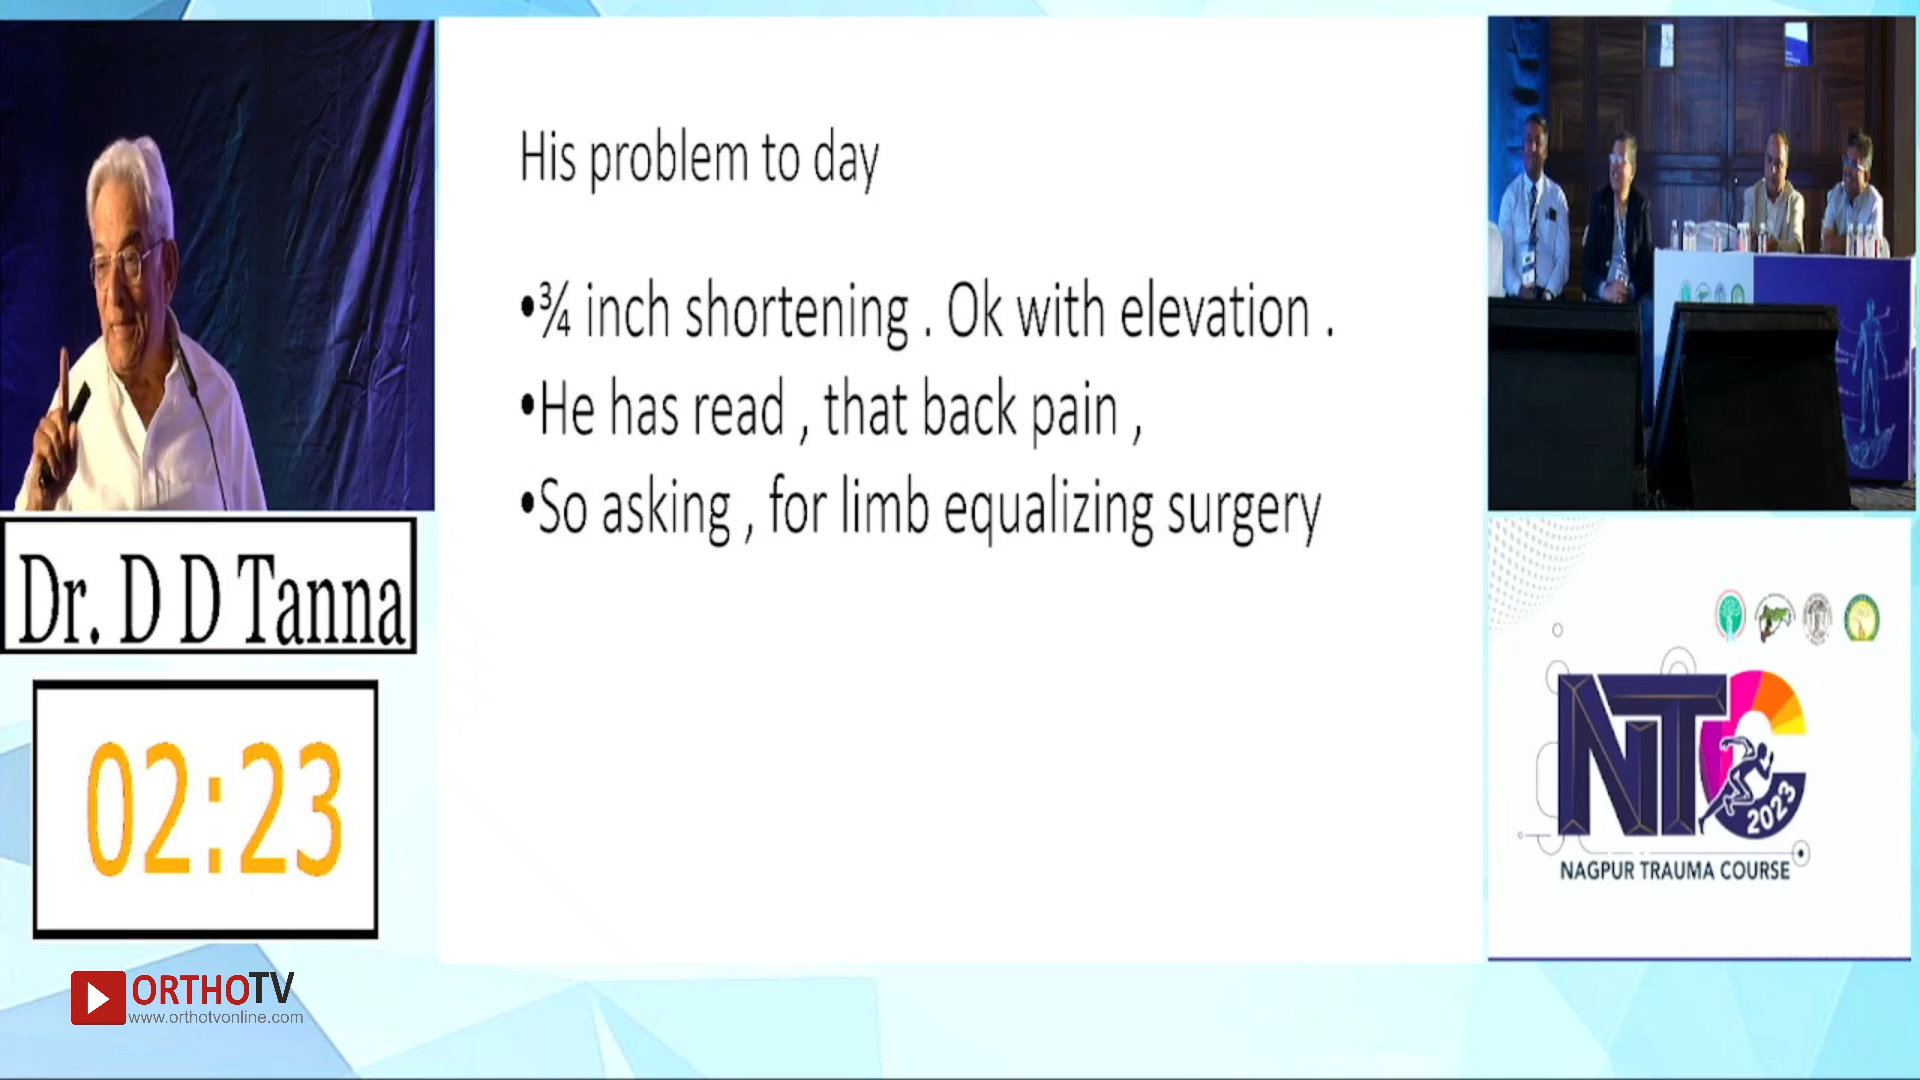 His problem to day
•¾ inch shortening . Ok with elevation .
•He has read , that back pain ,
•So asking , for limb equalizing surgery
Dr. D D Tanna
02:23
ORTHOTV
www.orthotvonline.com
NTC
2023
NAGPUR TRAUMA COURSE